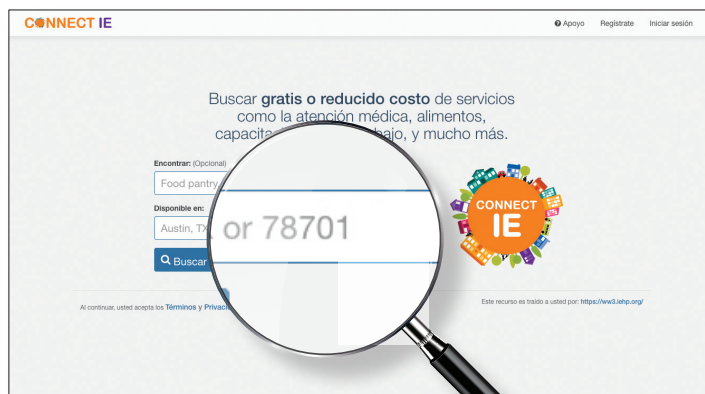 CONNECT IE
Apoyo Regístrate Iniciar sesión
Buscar gratis o reducido costo de servicios
como la atención médica, alimentos,
capacita bajo, y mucho más.
Encontrar: (Opcional)
Food pantry
Disponible en:
Austin, TX or 78701
Buscar
CONNECT
IE
Al continuar, usted acepta los Términos y Privac
Este recurso es traído a usted por: https://ww3.iehp.org/